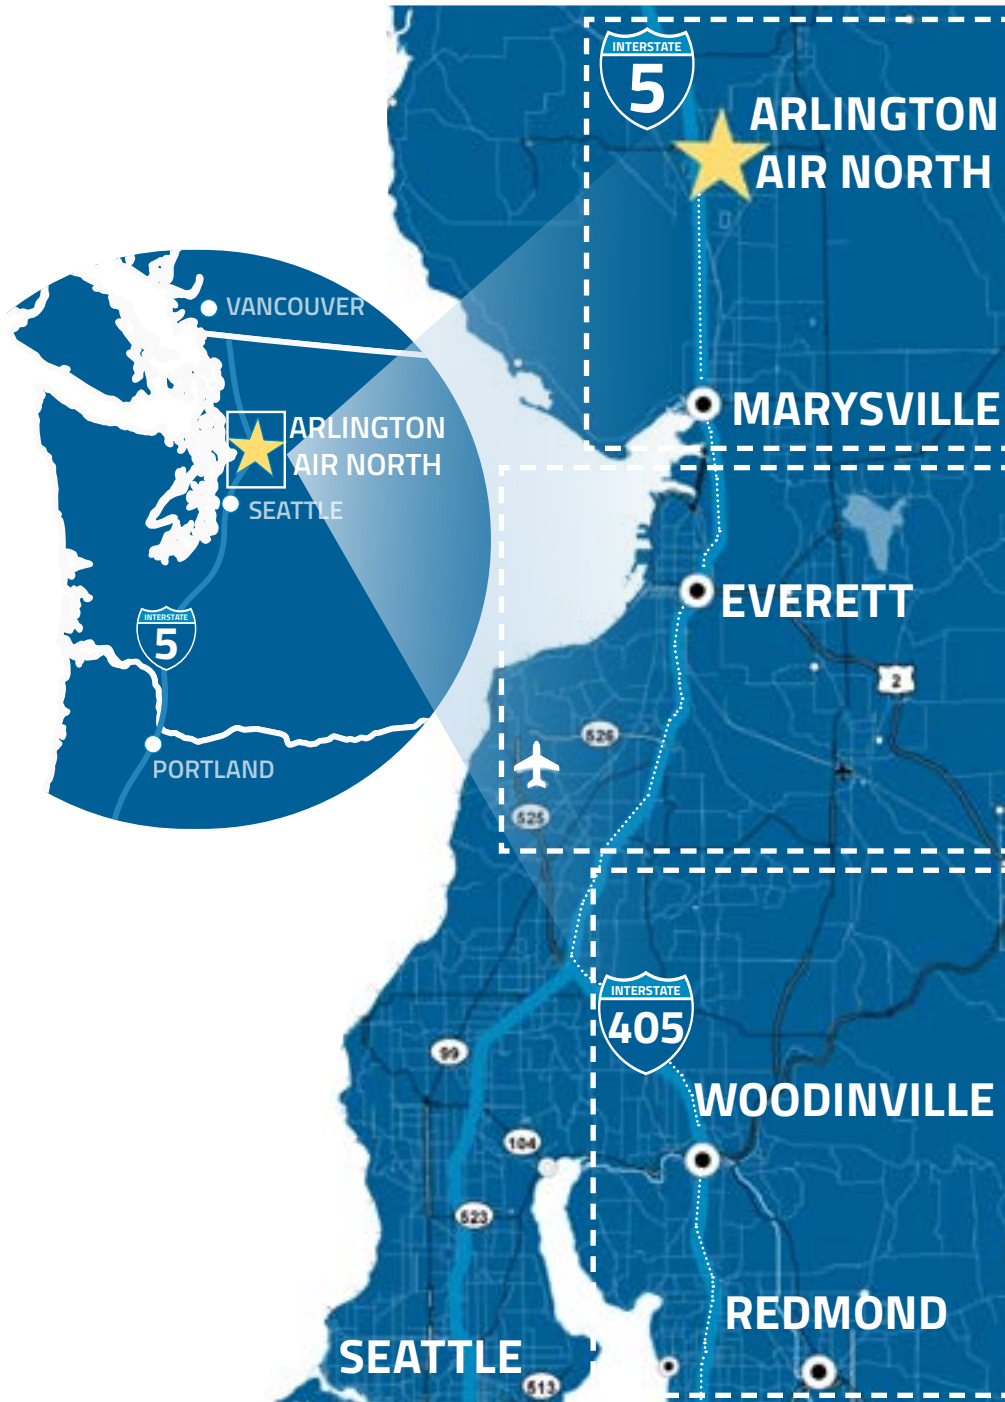 INTERSTATE
5
ARLINGTON
AIR NORTH
VANCOUVER
ARLINGTON
AIR NORTH
SEATTLE
INTERSTATE
5
PORTLAND
MARYSVILLE
EVERETT
2
526
525
INTERSTATE
405
99
WOODINVILLE
104
523
REDMOND
SEATTLE
513